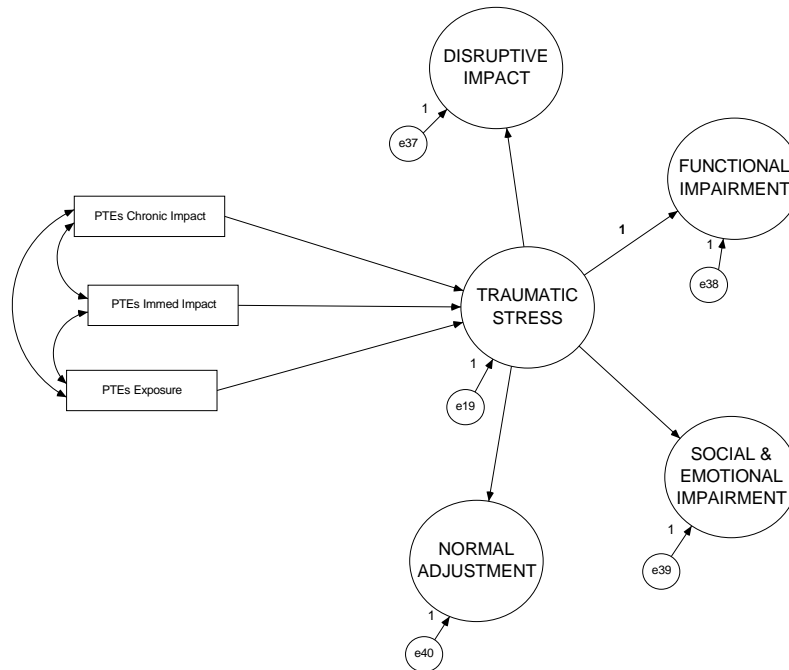 DISRUPTIVE
IMPACT
1
e37
FUNCTIONAL
IMPAIRMENT
1
1
e38
PTEs Chronic Impact
PTEs Immed Impact
PTEs Exposure
TRAUMATIC
STRESS
1
e19
SOCIAL &
EMOTIONAL
IMPAIRMENT
1
e39
NORMAL
ADJUSTMENT
1
e40